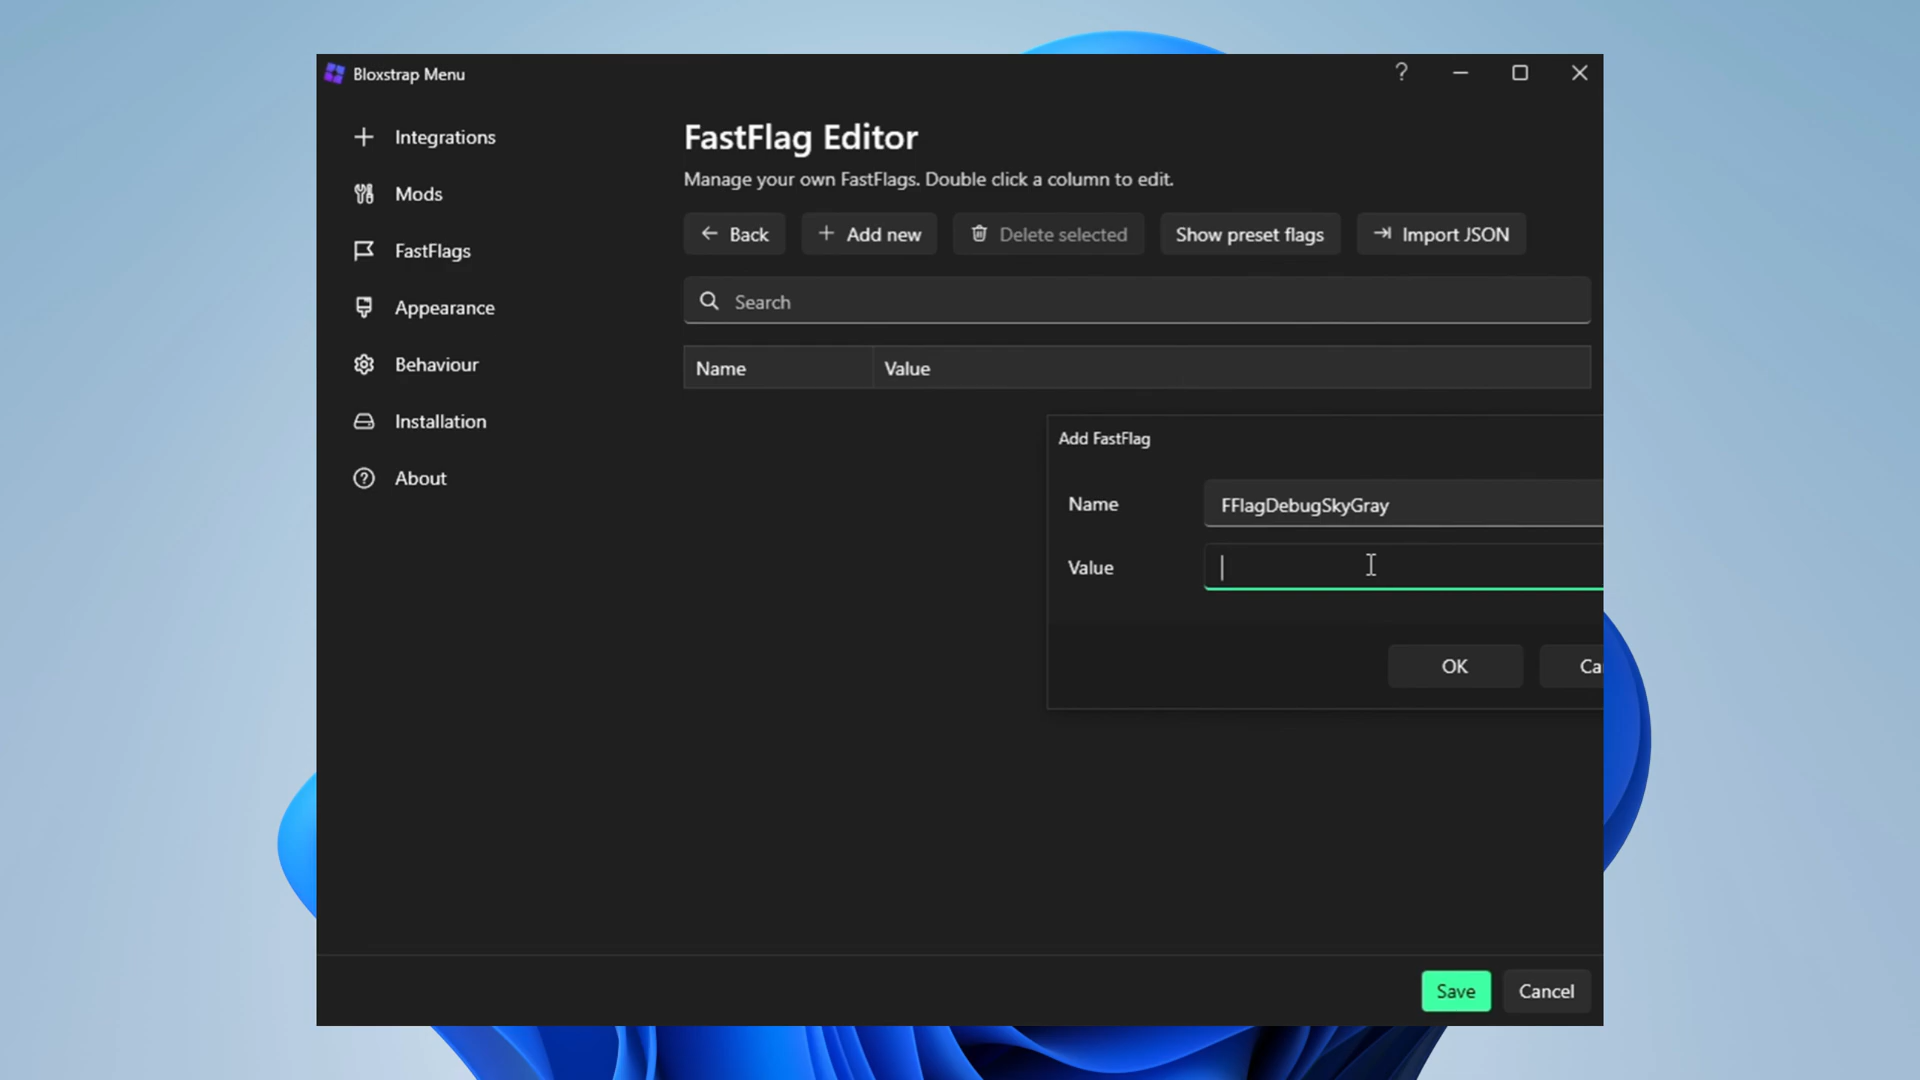 Bloxstrap Menu
?
Integrations
Mods
FastFlags
Appearance
Behaviour
Installation
About
FastFlag Editor
Manage your own FastFlags. Double click a column to edit.
Back
Add new
Delete selected
Show preset flags
Import JSON
Search
Name Value
Add FastFlag
Name FFlagDebugSkyGray
Value
OK Ca
Save Cancel